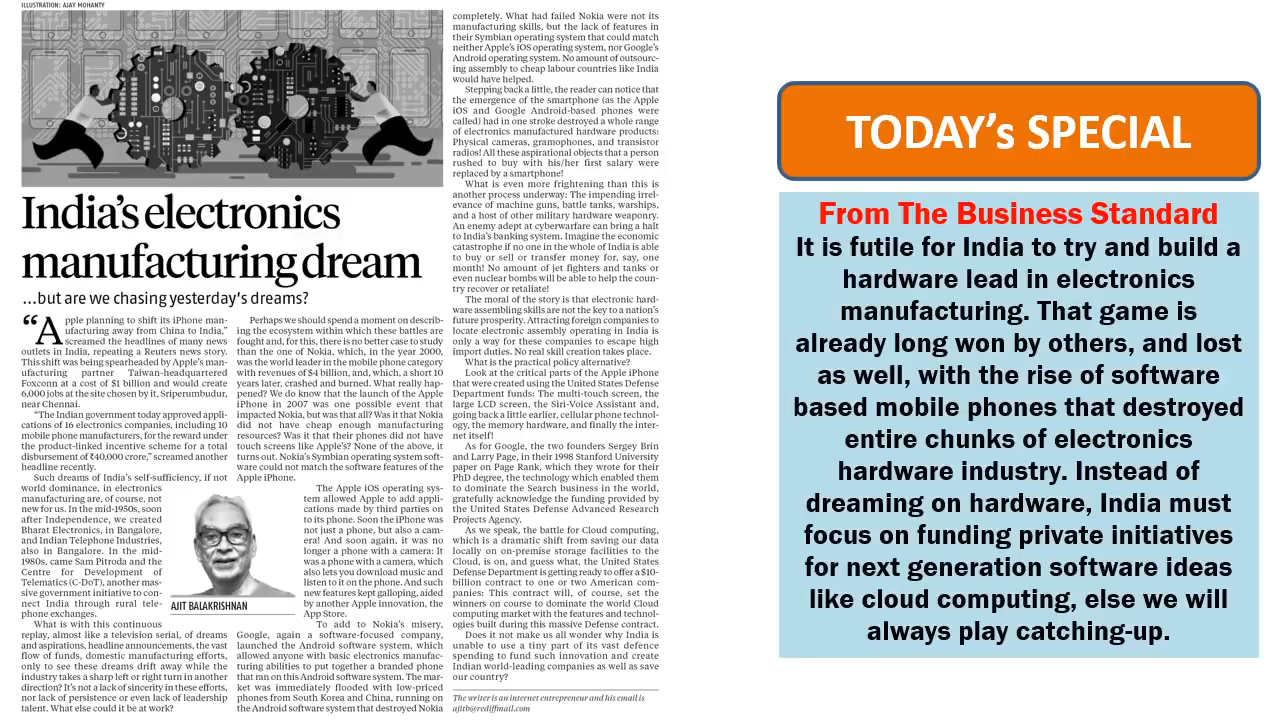 ILLUSTRATION: AJAY MOHANTY
India's electronics
manufacturing dream
...but are we chasing yesterday's dreams?
“Apple planning to shift its iPhone man-
ufacturing away from China to India,”
screamed the headlines of many news
outlets in India, repeating a Reuters news story.
This shift was being spearheaded by Apple's ma-
nufacturing partner Taiwan-headquartered
Foxconn at a cost of $1 billion and would create
6,000 jobs at the site chosen by it, Sriperumbudur,
near Chennai.
“The Indian government today approved appli-
cations of 16 electronics companies, including 10
mobile phone manufacturers, for the reward under
the product-linked incentive scheme for a total
disbursement of ₹40,000 crore,” screamed another
headline recently.
Such dreams of India's self-sufficiency, if not
world dominance, in electronics
manufacturing are, of course, not
new for us. In the mid-1950s, soon
after Independence, we created
Bharat Electronics, in Bangalore,
and Indian Telephone Industries,
also in Bangalore. In the mid-
1980s, came Sam Pitroda and the
Centre for Development of
Telematics (C-DoT), another mas-
sive government initiative to con-
nect India through rural tele-
phone exchanges.
What is with this continuous
replay, almost like a television serial, of dreams
and aspirations, headline announcements, the vast
flow of funds, domestic manufacturing efforts,
only to see these dreams drift away while the
industry takes a sharp left or right turn in another
direction? It's not a lack of sincerity in these efforts,
nor lack of persistence or even lack of leadership
talent. What else could it be at work?
AJIT BALAKRISHNAN
Perhaps we should spend a moment on describ-
ing the ecosystem within which these battles are
fought and, for this, there is no better case to study
than the one of Nokia, which, in the year 2000,
was the world leader in the mobile phone category
with revenues of $4 billion, and, which, a short 10
years later, crashed and burned. What really hap-
pened? We do know that the launch of the Apple
iPhone in 2007 was one possible event that
impacted Nokia, but was that all? Was it that Nokia
did not have cheap enough manufacturing
resources? Was it that their phones did not have
touch screens like Apple's? None of the above, it
turns out. Nokia's Symbian operating system soft-
ware could not match the software features of the
Apple iPhone.
The Apple iOS operating sys-
tem allowed Apple to add appli-
cations made by third parties on
to its phone. Soon the iPhone was
not just a phone, but also a cam-
era! And soon again, it was no
longer a phone with a camera: It
was a phone with a camera, which
also lets you download music and
listen to it on the phone. And such
new features kept galloping, aided
by another Apple innovation, the
App Store.
To add to Nokia's misery,
Google, again a software-focused company,
launched the Android software system, which
allowed anyone with basic electronics manufac-
turing abilities to put together a branded phone
that ran on this Android software system. The mar-
ket was immediately flooded with low-priced
phones from South Korea and China, running on
the Android software system that destroyed Nokia
completely. What had failed Nokia were not its
manufacturing skills, but the lack of features in
their Symbian operating system that could match
neither Apple's iOS operating system, nor Google's
Android operating system. No amount of outsourc-
ing assembly to cheap labour countries like India
would have helped.
Stepping back a little, the reader can notice that
the emergence of the smartphone (as the Apple
iOS and Google Android-based phones were
called) had in one stroke destroyed a whole range
of electronics manufactured hardware products:
Physical cameras, gramophones, and transistor
radios! All these aspirational objects that a person
rushed to buy with his/her first salary were
replaced by a smartphone!
What is even more frightening than this is
another process underway: The impending irrel-
evance of machine guns, battle tanks, warships,
and a host of other military hardware weaponry.
An enemy adept at cyberwarfare can bring a halt
to India's banking system. Imagine the economic
catastrophe if no one in the whole of India is able
to buy or sell or transfer money for, say, one
month! No amount of jet fighters and tanks or
even nuclear bombs will be able to help the coun-
try recover or retaliate!
The moral of the story is that electronic hard-
ware assembling skills are not the key to a nation's
future prosperity. Attracting foreign companies to
locate electronic assembly operating in India is
only a way for these companies to escape high
import duties. No real skill creation takes place.
What is the practical policy alternative?
Look at the critical parts of the Apple iPhone
that were created using the United States Defense
Department funds: The multi-touch screen, the
large LCD screen, the Siri-Voice Assistant and,
going back a little earlier, cellular phone technol-
ogy, the memory hardware, and finally the inter-
net itself!
As for Google, the two founders Sergey Brin
and Larry Page, in their 1998 Stanford University
paper on Page Rank, which they wrote for their
PhD degree, the technology which enabled them
to dominate the Search business in the world,
gratefully acknowledge the funding provided by
the United States Defense Advanced Research
Projects Agency.
As we speak, the battle for Cloud computing,
which is a dramatic shift from saving our data
locally on on-premise storage facilities to the
Cloud, is on, and guess what, the United States
Defense Department is getting ready to offer a $10-
billion contract to one or two American com-
panies: This contract will, of course, set the
winners on course to dominate the world Cloud
computing market with the features and technol-
ogies built during this massive Defense contract.
Does it not make us all wonder why India is
unable to use a tiny part of its vast defence
spending to fund such innovation and create
Indian world-leading companies as well as save
our country?
The writer is an internet entrepreneur and his email is
ajitb@rediffmail.com
TODAY's SPECIAL
From The Business Standard
It is futile for India to try and build a
hardware lead in electronics
manufacturing. That game is
already long won by others, and lost
as well, with the rise of software
based mobile phones that destroyed
entire chunks of electronics
hardware industry. Instead of
dreaming on hardware, India must
focus on funding private initiatives
for next generation software ideas
like cloud computing, else we will
always play catching-up.